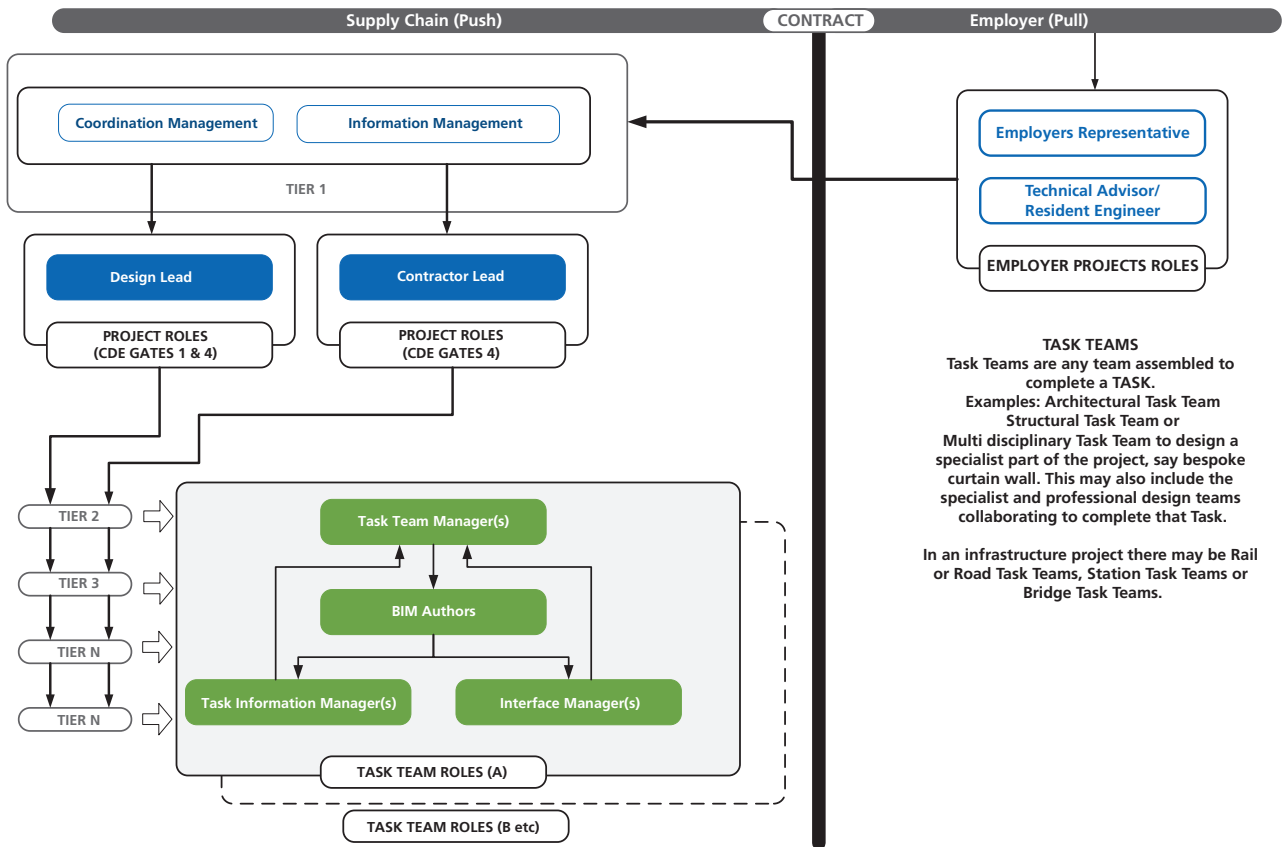 Supply Chain (Push)
CONTRACT
Employer (Pull)
Coordination Management
Information Management
TIER 1
Employers Representative
Technical Advisor/
Resident Engineer
EMPLOYER PROJECTS ROLES
Design Lead
PROJECT ROLES
(CDE GATES 1 & 4)
Contractor Lead
PROJECT ROLES
(CDE GATES 4)
TASK TEAMS
Task Teams are any team assembled to
complete a TASK.
Examples: Architectural Task Team
Structural Task Team or
Multi disciplinary Task Team to design a
specialist part of the project, say bespoke
curtain wall. This may also include the
specialist and professional design teams
collaborating to complete that Task.
In an infrastructure project there may be Rail
or Road Task Teams, Station Task Teams or
Bridge Task Teams.
TIER 2
TIER 3
TIER N
TIER N
Task Team Manager(s)
BIM Authors
Task Information Manager(s)
Interface Manager(s)
TASK TEAM ROLES (A)
TASK TEAM ROLES (B etc)